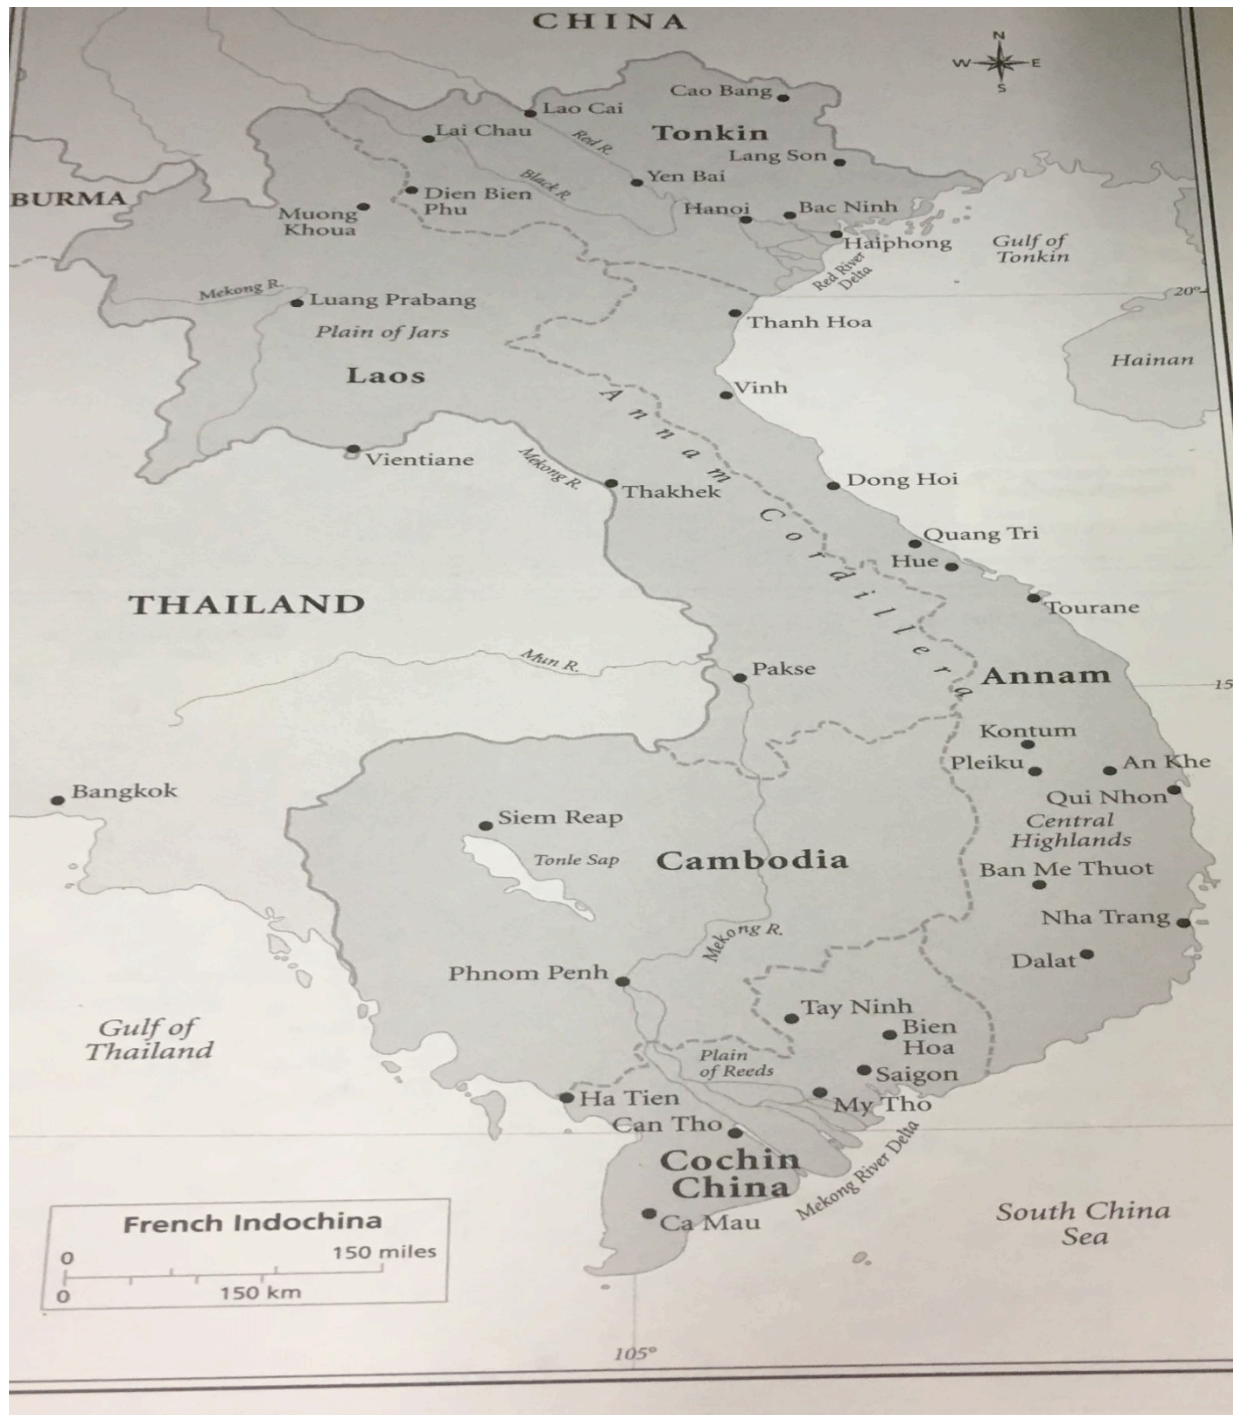 CHINA
N
W E
S
Cao Bang
Lao Cai
Lai Chau
Red R.
Tonkin
Lang Son
Black R.
Yen Bai
BURMA
Dien Bien
Phu
Muong
Khoua
Hanoi
Bac Ninh
Haiphong
Gulf of
Tonkin
Red River
Delta
Mekong R.
20°
Luang Prabang
Thanh Hoa
Plain of Jars
Hainan
Laos
Vinh
Annam Cordillera
Vientiane
Mekong R.
Thakhek
Dong Hoi
Quang Tri
Hue
THAILAND
Tourane
Mun R.
Pakse
Annam
15
Kontum
Pleiku
An Khe
Bangkok
Qui Nhon
Siem Reap
Central
Highlands
Tonle Sap
Cambodia
Ban Me Thuot
Nha Trang
Mekong R.
Dalat
Phnom Penh
Tay Ninh
Gulf of
Thailand
Bien
Hoa
Plain
of Reeds
Saigon
Ha Tien
My Tho
Can Tho
Cochin
China
Mekong River Delta
Ca Mau
South China
Sea
French Indochina
0 150 miles
0 150 km
105°